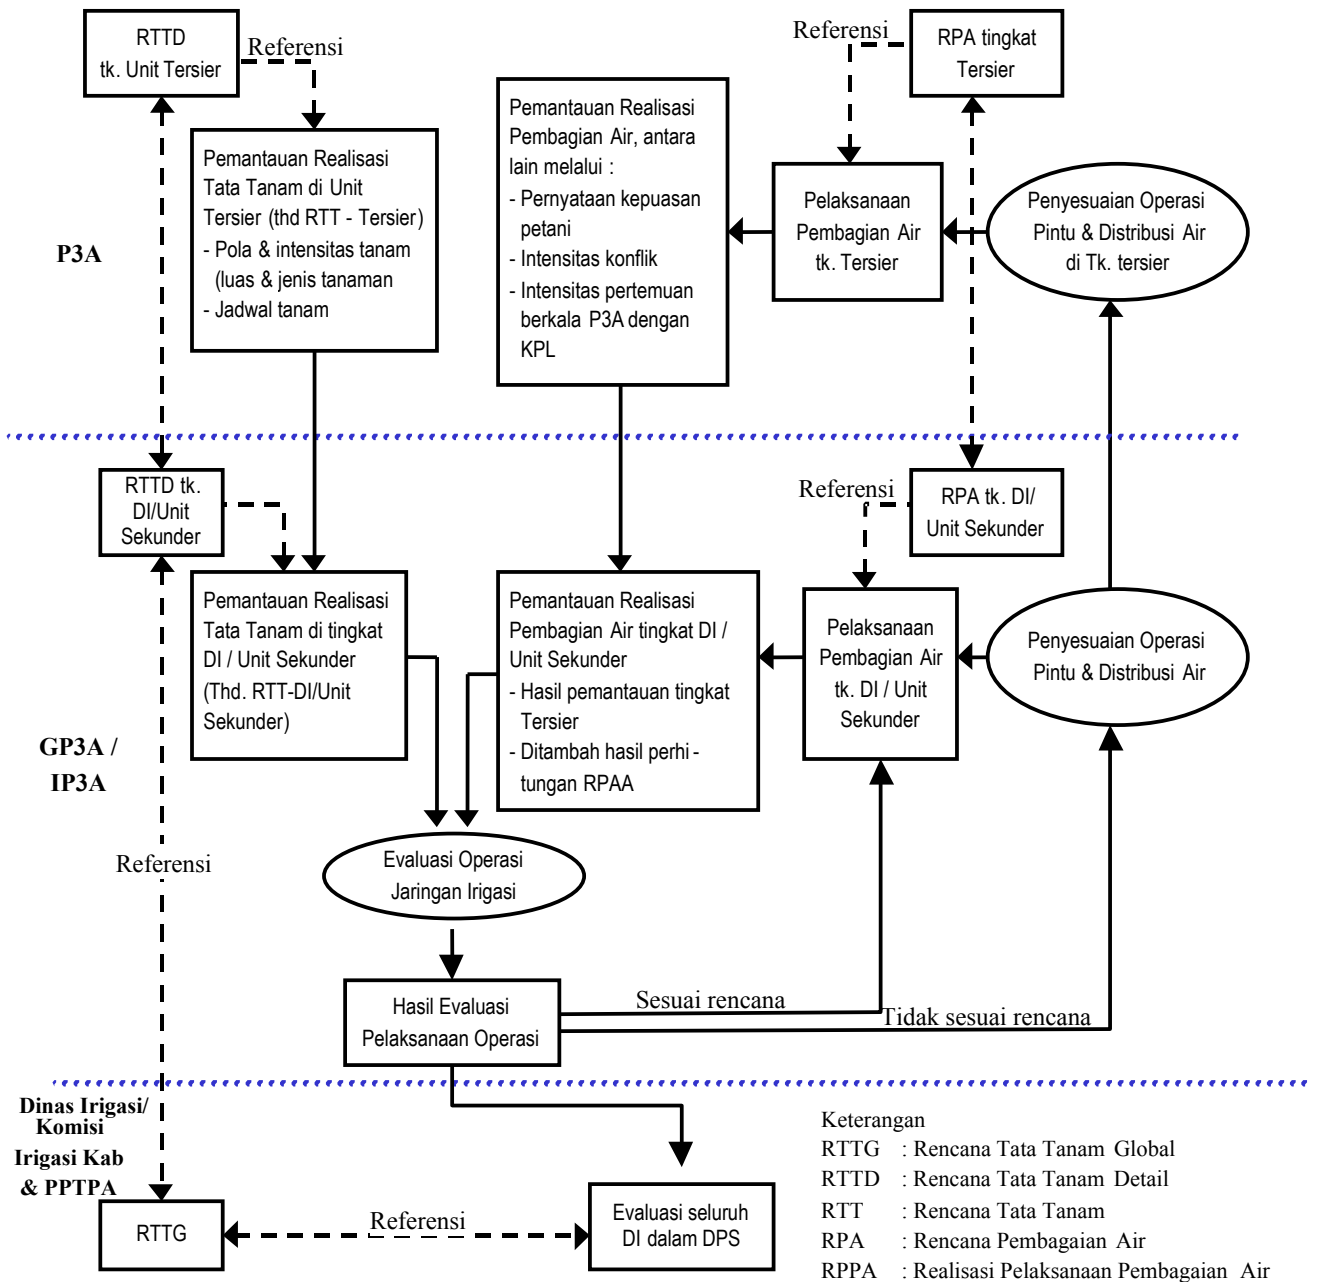 RTTD
tk. Unit Tersier
Referensi
Referensi
RPA tingkat
Tersier
Pemantauan Realisasi
Tata Tanam di Unit
Tersier (thd RTT - Tersier)
- Pola & intensitas tanam
(luas & jenis tanaman
- Jadwal tanam
Pemantauan Realisasi
Pembagian Air, antara
lain melalui :
- Pernyataan kepuasan
petani
- Intensitas konflik
- Intensitas pertemuan
berkala P3A dengan
KPL
Pelaksanaan
Pembagian Air
tk. Tersier
Penyesuaian Operasi
Pintu & Distribusi Air
di Tk. tersier
P3A
RTTD tk.
DI/Unit
Sekunder
Referensi
RPA tk. DI/
Unit Sekunder
Pemantauan Realisasi
Tata Tanam di tingkat
DI / Unit Sekunder
(Thd. RTT-DI/Unit
Sekunder)
Pemantauan Realisasi
Pembagian Air tingkat DI /
Unit Sekunder
- Hasil pemantauan tingkat
Tersier
- Ditambah hasil perhi -
tungan RPAA
Pelaksanaan
Pembagian Air
tk. DI / Unit
Sekunder
Penyesuaian Operasi
Pintu & Distribusi Air
GP3A /
IP3A
Referensi
Evaluasi Operasi
Jaringan Irigasi
Hasil Evaluasi
Pelaksanaan Operasi
Sesuai rencana
Tidak sesuai rencana
Dinas Irigasi/
Komisi
Irigasi Kab
& PPTPA
RTTG
Referensi
Evaluasi seluruh
DI dalam DPS
Keterangan
RTTG : Rencana Tata Tanam Global
RTTD : Rencana Tata Tanam Detail
RTT : Rencana Tata Tanam
RPA : Rencana Pembagaian Air
RPPA : Realisasi Pelaksanaan Pembagaian Air